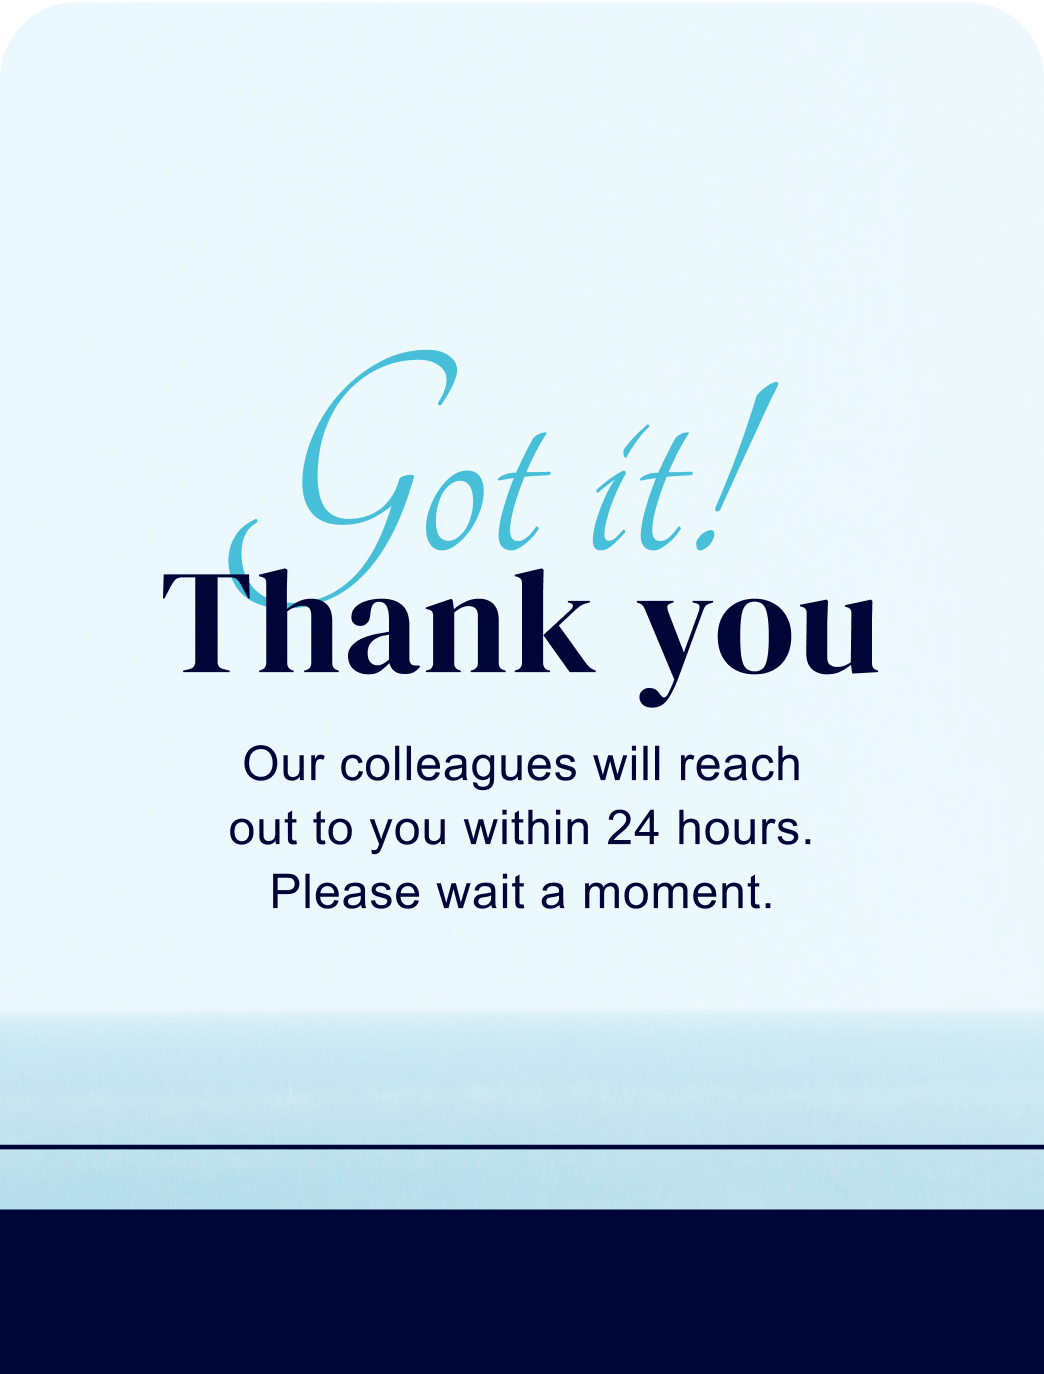 Got it!
Thank you
Our colleagues will reach
out to you within 24 hours.
Please wait a moment.